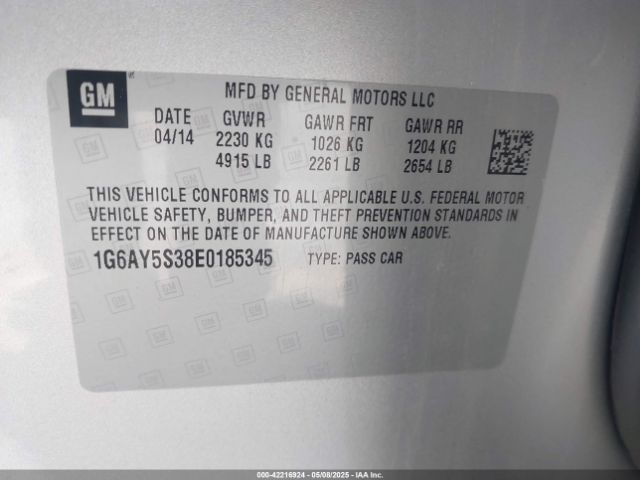 GM
MFD BY GENERAL MOTORS LLC
DATE GVWR GAWR FRT GAWR RR
04/14 2230 KG 1026 KG 1204 KG
4915 LB 2261 LB 2654 LB
THIS VEHICLE CONFORMS TO ALL APPLICABLE U.S. FEDERAL MOTOR
VEHICLE SAFETY, BUMPER, AND THEFT PREVENTION STANDARDS IN
EFFECT ON THE DATE OF MANUFACTURE SHOWN ABOVE.
1G6AY5S38E0185345 TYPE: PASS CAR
000-42216924 - 05/08/2025 - IAA Inc.